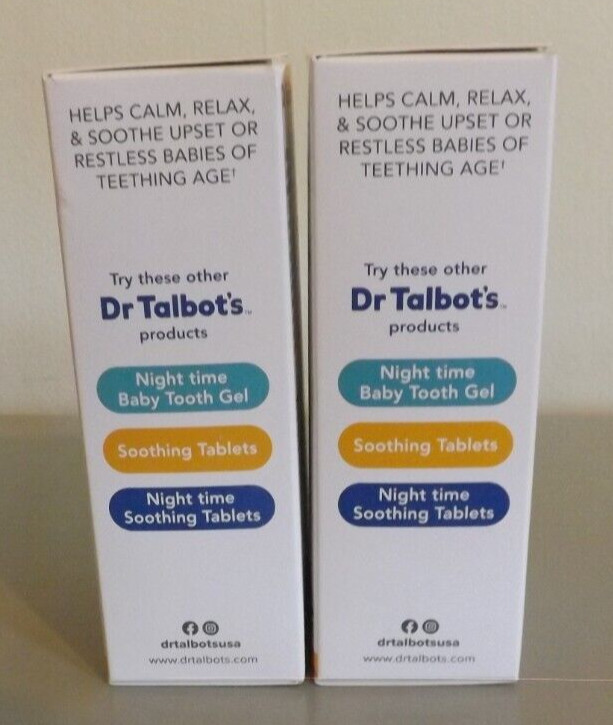 HELPS CALM, RELAX,
& SOOTHE UPSET OR
RESTLESS BABIES OF
TEETHING AGE†
Try these other
Dr Talbot's™
products
Night time
Baby Tooth Gel
Soothing Tablets
Night time
Soothing Tablets
drtalbotsusa
www.drtalbots.com
HELPS CALM, RELAX,
& SOOTHE UPSET OR
RESTLESS BABIES OF
TEETHING AGE†
Try these other
Dr Talbot's™
products
Night time
Baby Tooth Gel
Soothing Tablets
Night time
Soothing Tablets
drtalbotsusa
www.drtalbots.com